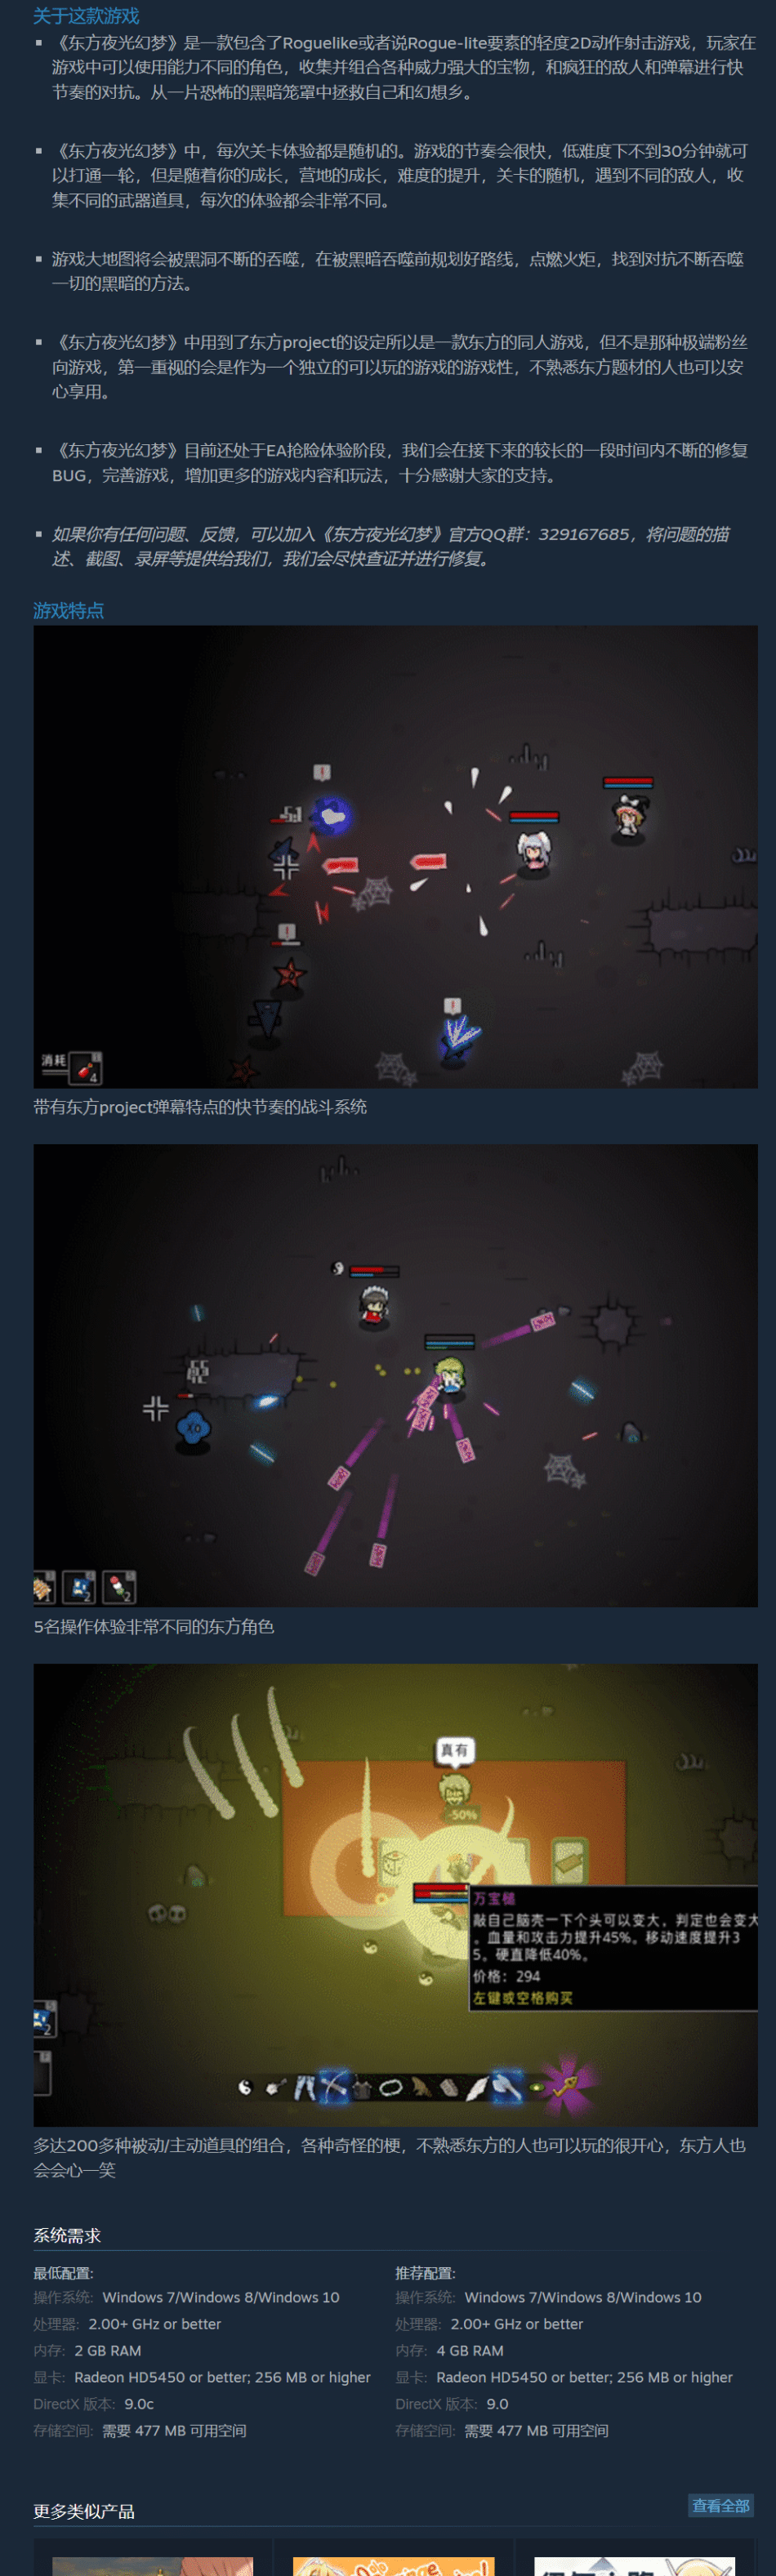 关于这款游戏
《东方夜光幻梦》是一款包含了Roguelike或者说Rogue-lite要素的轻度2D动作射击游戏，玩家在
游戏中可以使用能力不同的角色，收集并组合各种威力强大的宝物，和疯狂的敌人和弹幕进行快
节奏的对抗。从一片恐怖的黑暗笼罩中拯救自己和幻想乡。
《东方夜光幻梦》中，每次关卡体验都是随机的。游戏的节奏会很快，低难度下不到30分钟就可
以打通一轮，但是随着你的成长，营地的成长，难度的提升，关卡的随机，遇到不同的敌人，收
集不同的武器道具，每次的体验都会非常不同。
游戏大地图将会被黑洞不断的吞噬，在被黑暗吞噬前规划好路线，点燃火炬，找到对抗不断吞噬
一切的黑暗的方法。
《东方夜光幻梦》中用到了东方project的设定所以是一款东方的同人游戏，但不是那种极端粉丝
向游戏，第一重视的会是作为一个独立的可以玩的游戏的游戏性，不熟悉东方题材的人也可以安
心享用。
《东方夜光幻梦》目前还处于EA抢险体验阶段，我们会在接下来的较长的一段时间内不断的修复
BUG，完善游戏，增加更多的游戏内容和玩法，十分感谢大家的支持。
如果你有任何问题、反馈，可以加入《东方夜光幻梦》官方QQ群：329167685，将问题的描
述、截图、录屏等提供给我们，我们会尽快查证并进行修复。
游戏特点
消耗
4
带有东方project弹幕特点的快节奏的战斗系统
1
2
2
5名操作体验非常不同的东方角色
真有
-50%
万宝槌
敲自己脑壳一下个头可以变大，判定也会变大
。血量和攻击力提升45%。移动速度提升3
5。硬直降低40%。
价格：294
左键或空格购买
2
多达200多种被动/主动道具的组合，各种奇怪的梗，不熟悉东方的人也可以玩的很开心，东方人也
会会心一笑
系统需求
最低配置:
操作系统: Windows 7/Windows 8/Windows 10
处理器: 2.00+ GHz or better
内存: 2 GB RAM
显卡: Radeon HD5450 or better; 256 MB or higher
DirectX 版本: 9.0c
存储空间: 需要 477 MB 可用空间
推荐配置:
操作系统: Windows 7/Windows 8/Windows 10
处理器: 2.00+ GHz or better
内存: 4 GB RAM
显卡: Radeon HD5450 or better; 256 MB or higher
DirectX 版本: 9.0
存储空间: 需要 477 MB 可用空间
更多类似产品
查看全部